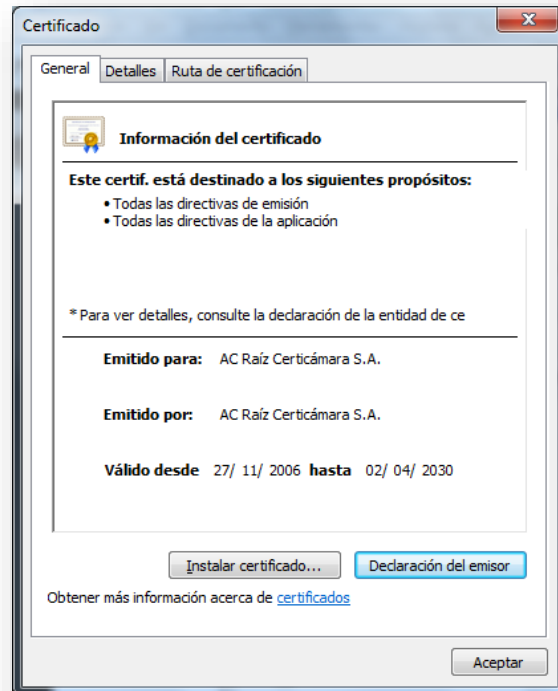 Certificado
General Detalles Ruta de certificación
Información del certificado
Este certif. está destinado a los siguientes propósitos:
• Todas las directivas de emisión
• Todas las directivas de la aplicación
* Para ver detalles, consulte la declaración de la entidad de ce
Emitido para: AC Raíz Certicámara S.A.
Emitido por: AC Raíz Certicámara S.A.
Válido desde 27/ 11/ 2006 hasta 02/ 04/ 2030
Instalar certificado... Declaración del emisor
Obtener más información acerca de certificados
Aceptar